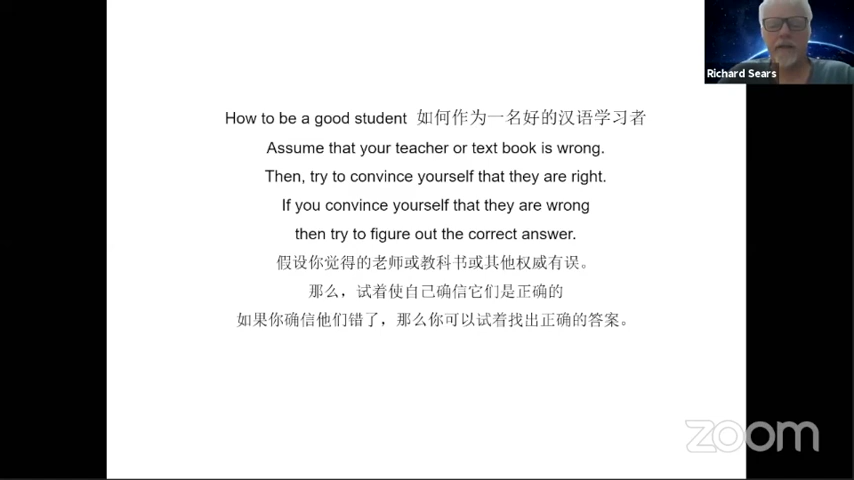 Richard Sears
How to be a good student 如何作为一名好的汉语学习者
Assume that your teacher or text book is wrong.
Then, try to convince yourself that they are right.
If you convince yourself that they are wrong
then try to figure out the correct answer.
假设你觉得的老师或教科书或其他权威有误。
那么，试着使自己确信它们是正确的
如果你确信他们错了，那么你可以试着找出正确的答案。
zoom